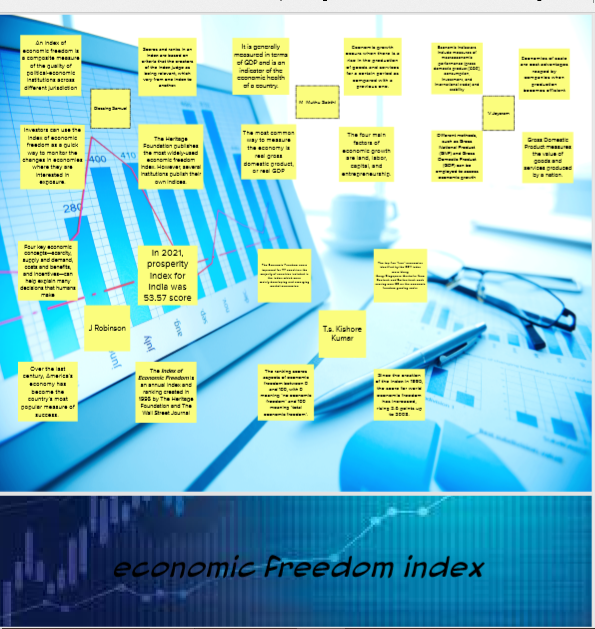 An index of
economic freedom is
a composite measure
of the quality of
political-economic
institutions across
different jurisdiction
Scores and ranks in an
index are based on
criteria that the creators
of the index judge as
being relevant, which
vary from one index to
another
It is generally
measured in terms
of GDP and is an
indicator of the
economic health
of a country.
Economic growth
occurs when there is a
rise in the production
of goods and services
for a certain period as
compared with a
previous one.
Economic indicators
include measures of
macroeconomic
performance (gross
domestic product [GDP],
consumption,
investment, and
international trade) and
stability
Economies of scale
are cost advantages
reaped by
companies when
production
becomes efficient
Blessing Samuel
M. Muthu Sakthi
V.Jayaram
Investors can use the
index of economic
freedom as a quick
way to monitor the
changes in economies
where they are
interested in
exposure.
The Heritage
Foundation publishes
the most widely-used
economic freedom
index. However, several
institutions publish their
own indices.
The most common
way to measure
the economy is
real gross
domestic product,
or real GDP
The four main
factors of
economic growth
are land, labor,
capital, and
entrepreneurship.
Different methods,
such as Gross
National Product
(GNP) and Gross
Domestic Product
(GDP) can be
employed to assess
economic growth
Gross Domestic
Product measures
the value of
goods and
services produced
by a nation.
400
410
280
Four key economic
concepts—scarcity,
supply and demand,
costs and benefits,
and incentives—can
help explain many
decisions that humans
make
In 2021,
prosperity
index for
India was
53.57 score
J Robinson
T.s. Kishore
Kumar
July
aug
Over the last
century, America's
economy has
become the
country's most
popular measure of
success.
The Index of
Economic Freedom is
an annual index and
ranking created in
1995 by The Heritage
Foundation and The
Wall Street Journal
The ranking scores
aspects of economic
freedom between 0
and 100, with 0
meaning "no economic
freedom" and 100
meaning "total
economic freedom".
Since the creation
of the index in 1995,
the score for world
economic freedom
has increased,
rising 2.6 points up
to 2008.
economic freedom index